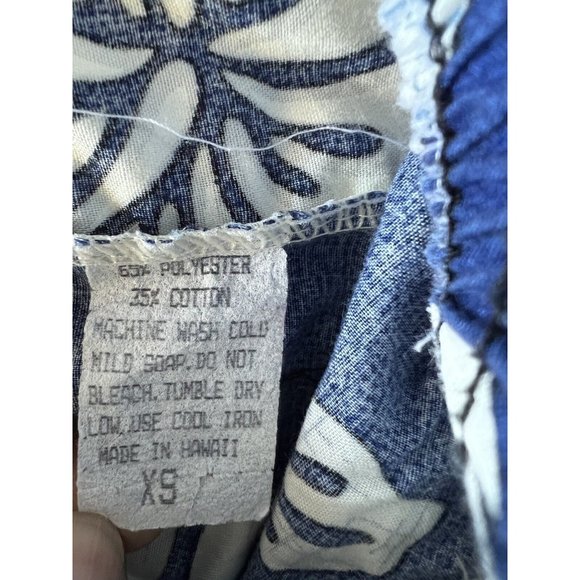 65% POLYESTER
35% COTTON
MACHINE WASH COLD
MILD SOAP. DO NOT
BLEACH. TUMBLE DRY
LOW. USE COOL IRON
MADE IN HAWAII
XS